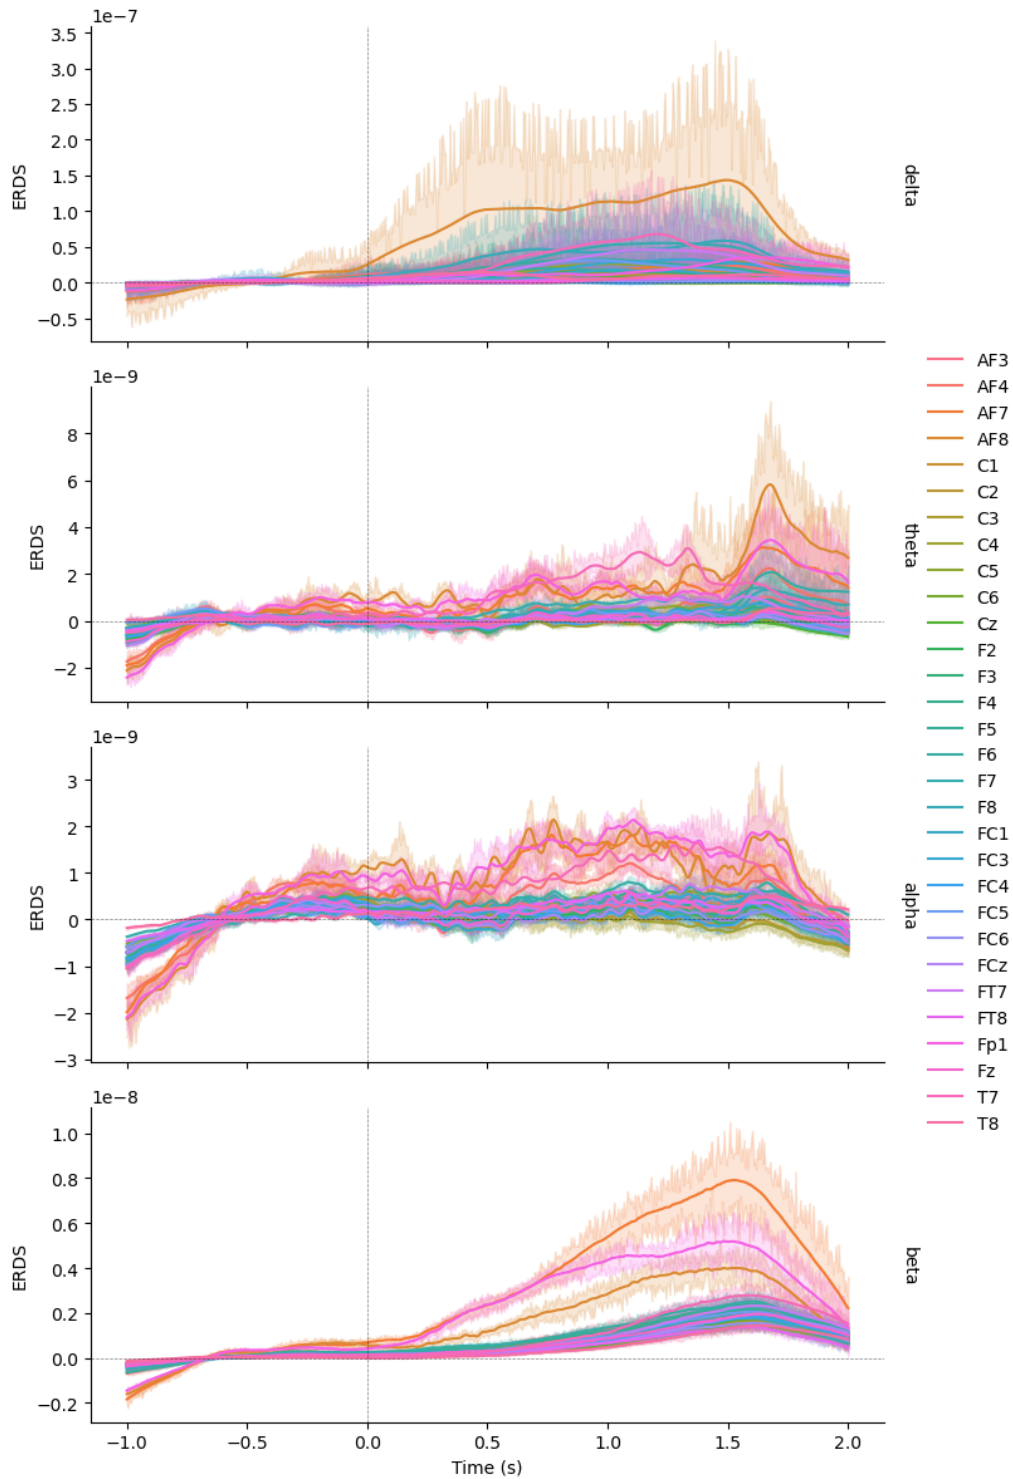 1e−7
3.5
3.0
2.5
2.0
1.5
1.0
0.5
0.0
−0.5
ERDS
delta
1e−9
8
6
4
2
0
−2
ERDS
theta
1e−9
3
2
1
0
−1
−2
−3
ERDS
alpha
1e−8
1.0
0.8
0.6
0.4
0.2
0.0
−0.2
ERDS
beta
−1.0 −0.5 0.0 0.5 1.0 1.5 2.0
Time (s)
AF3
AF4
AF7
AF8
C1
C2
C3
C4
C5
C6
Cz
F2
F3
F4
F5
F6
F7
F8
FC1
FC3
FC4
FC5
FC6
FCz
FT7
FT8
Fp1
Fz
T7
T8